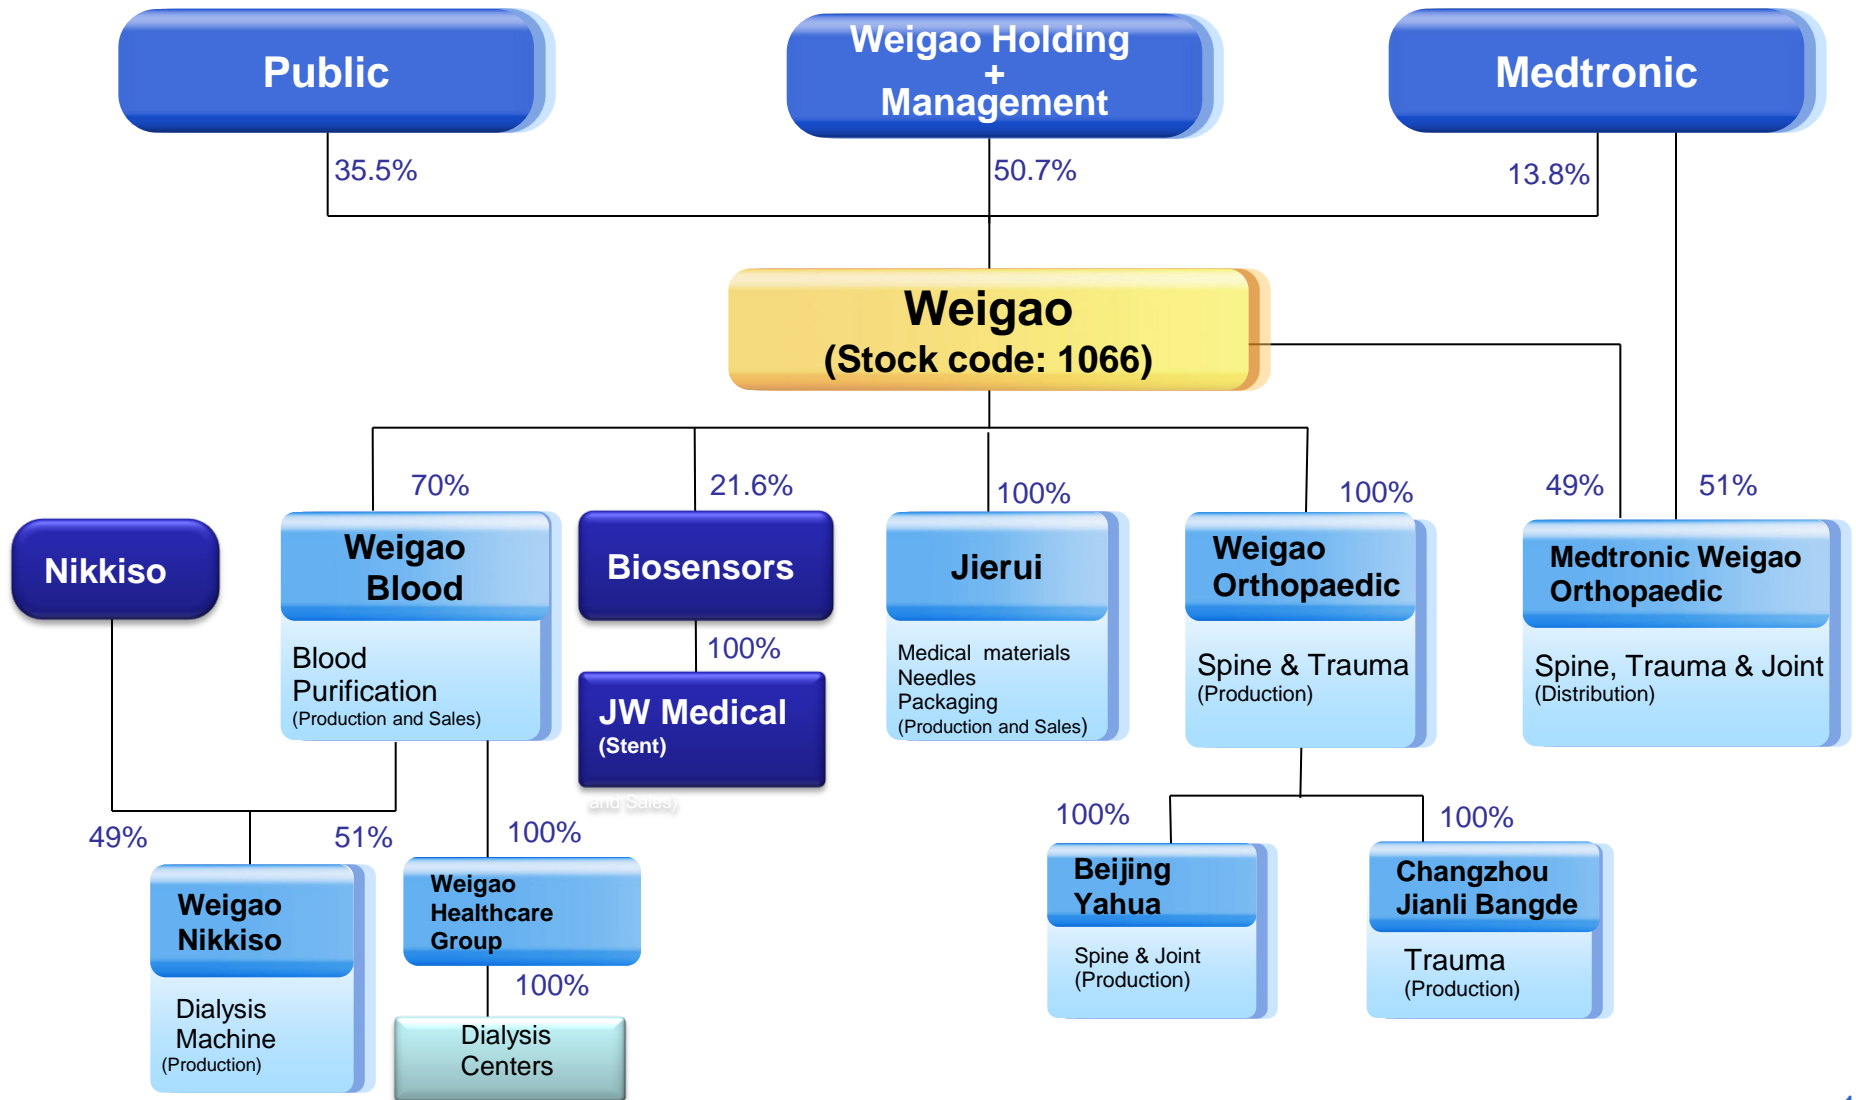 Public
Weigao Holding
+
Management
Medtronic
35.5%
50.7%
13.8%
Weigao
(Stock code: 1066)
70%
21.6%
100%
100%
49%
51%
Nikkiso
Weigao
Blood
Blood
Purification
(Production and Sales)
Biosensors
100%
JW Medical
(Stent)
and Sales)
Jierui
Medical materials
Needles
Packaging
(Production and Sales)
Weigao
Orthopaedic
Spine & Trauma
(Production)
Medtronic Weigao
Orthopaedic
Spine, Trauma & Joint
(Distribution)
49%
51%
100%
100%
100%
Weigao
Nikkiso
Dialysis
Machine
(Production)
Weigao
Healthcare
Group
100%
Dialysis
Centers
Beijing
Yahua
Spine & Joint
(Production)
Changzhou
Jianli Bangde
Trauma
(Production)